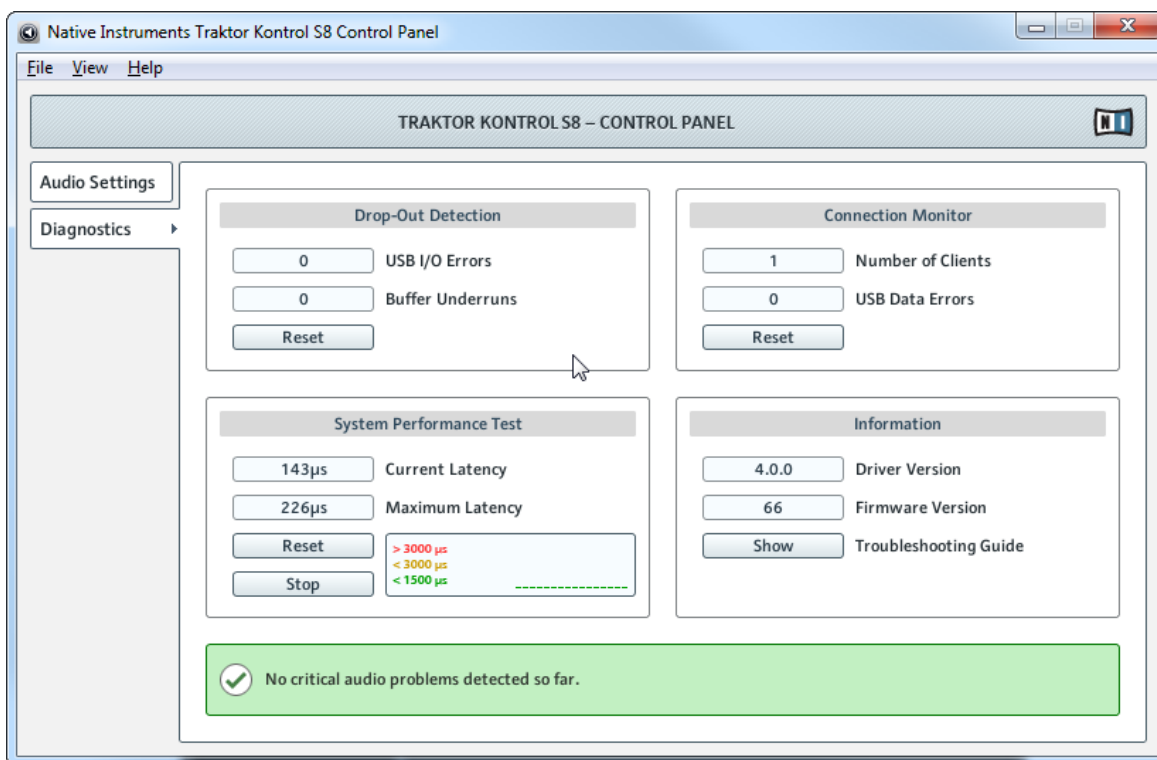 Native Instruments Traktor Kontrol S8 Control Panel
File View Help
TRAKTOR KONTROL S8 – CONTROL PANEL
NI
Audio Settings
Diagnostics
Drop-Out Detection
0 USB I/O Errors
0 Buffer Underruns
Reset
Connection Monitor
1 Number of Clients
0 USB Data Errors
Reset
System Performance Test
143µs Current Latency
226µs Maximum Latency
Reset
Stop
> 3000 µs
< 3000 µs
< 1500 µs
Information
4.0.0 Driver Version
66 Firmware Version
Show Troubleshooting Guide
No critical audio problems detected so far.